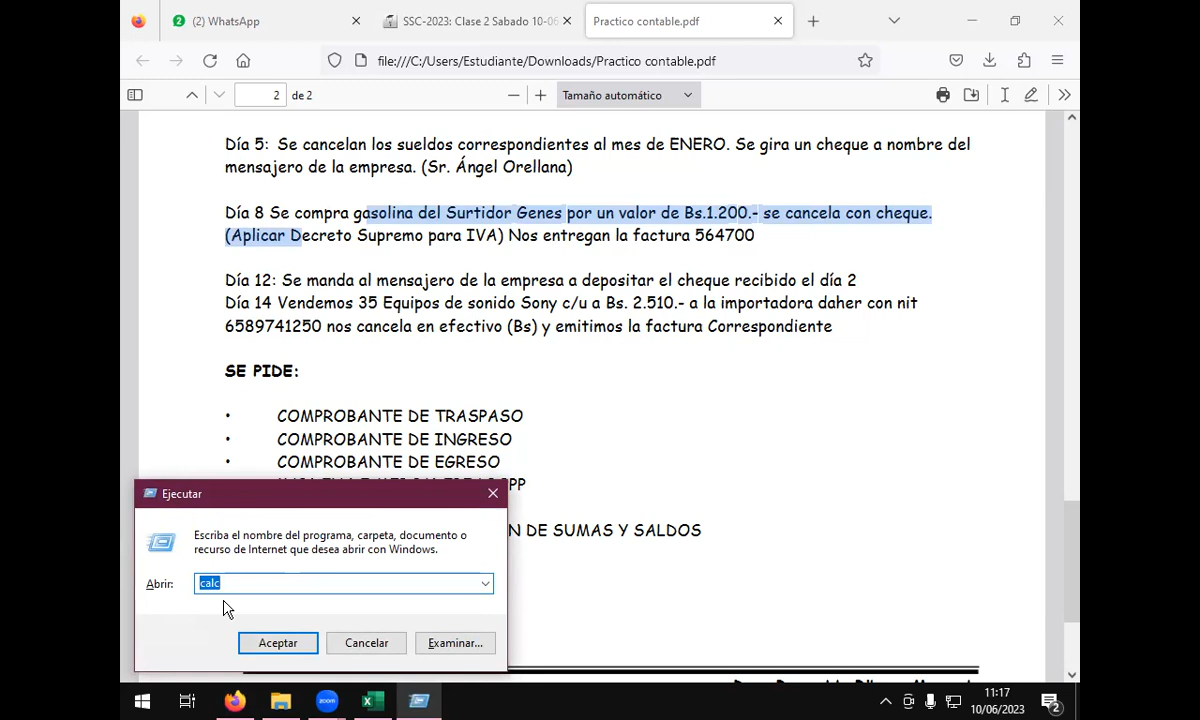 (2) WhatsApp
SSC-2023: Clase 2 Sabado 10-06
Practico contable.pdf
file:///C:/Users/Estudiante/Downloads/Practico contable.pdf
2 de 2
Tamaño automático
Día 5: Se cancelan los sueldos correspondientes al mes de ENERO. Se gira un cheque a nombre del
mensajero de la empresa. (Sr. Ángel Orellana)
Día 8 Se compra gasolina del Surtidor Genes por un valor de Bs.1.200.- se cancela con cheque.
(Aplicar Decreto Supremo para IVA) Nos entregan la factura 564700
Día 12: Se manda al mensajero de la empresa a depositar el cheque recibido el día 2
Día 14 Vendemos 35 Equipos de sonido Sony c/u a Bs. 2.510.- a la importadora daher con nit
6589741250 nos cancela en efectivo (Bs) y emitimos la factura Correspondiente
SE PIDE:
• COMPROBANTE DE TRASPASO
• COMPROBANTE DE INGRESO
• COMPROBANTE DE EGRESO
PP
N DE SUMAS Y SALDOS
Ejecutar
Escriba el nombre del programa, carpeta, documento o
recurso de Internet que desea abrir con Windows.
Abrir: calc
Aceptar Cancelar Examinar...
zoom
11:17
10/06/2023
2